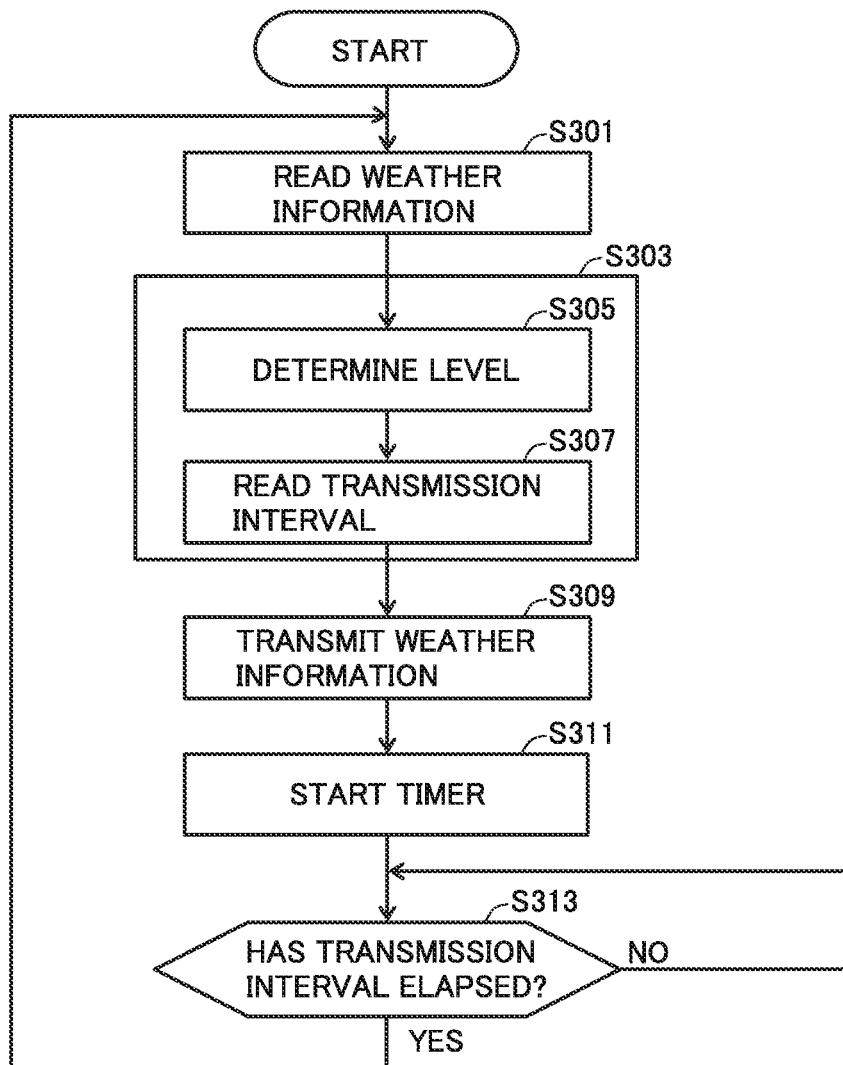 START
S301
READ WEATHER
INFORMATION
S303
S305
DETERMINE LEVEL
S307
READ TRANSMISSION
INTERVAL
S309
TRANSMIT WEATHER
INFORMATION
S311
START TIMER
S313
HAS TRANSMISSION
INTERVAL ELAPSED?
NO
YES